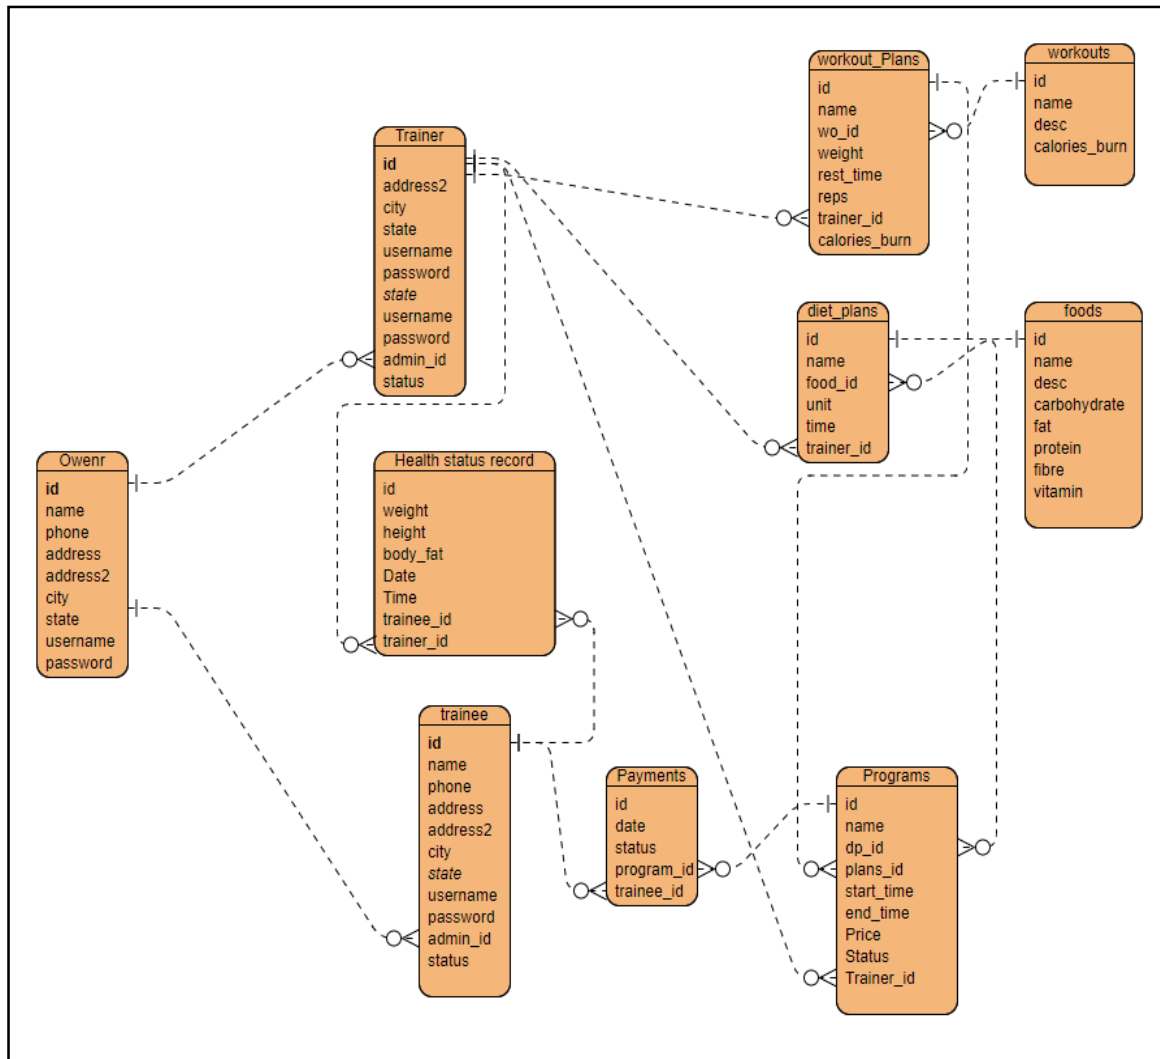 workout_Plans
id
name
wo_id
weight
rest_time
reps
trainer_id
calories_burn
workouts
id
name
desc
calories_burn
Trainer
id
address2
city
state
username
password
state
username
password
admin_id
status
diet_plans
id
name
food_id
unit
time
trainer_id
foods
id
name
desc
carbohydrate
fat
protein
fibre
vitamin
Owenr
id
name
phone
address
address2
city
state
username
password
Health status record
id
weight
height
body_fat
Date
Time
trainee_id
trainer_id
trainee
id
name
phone
address
address2
city
state
username
password
admin_id
status
Payments
id
date
status
program_id
trainee_id
Programs
id
name
dp_id
plans_id
start_time
end_time
Price
Status
Trainer_id